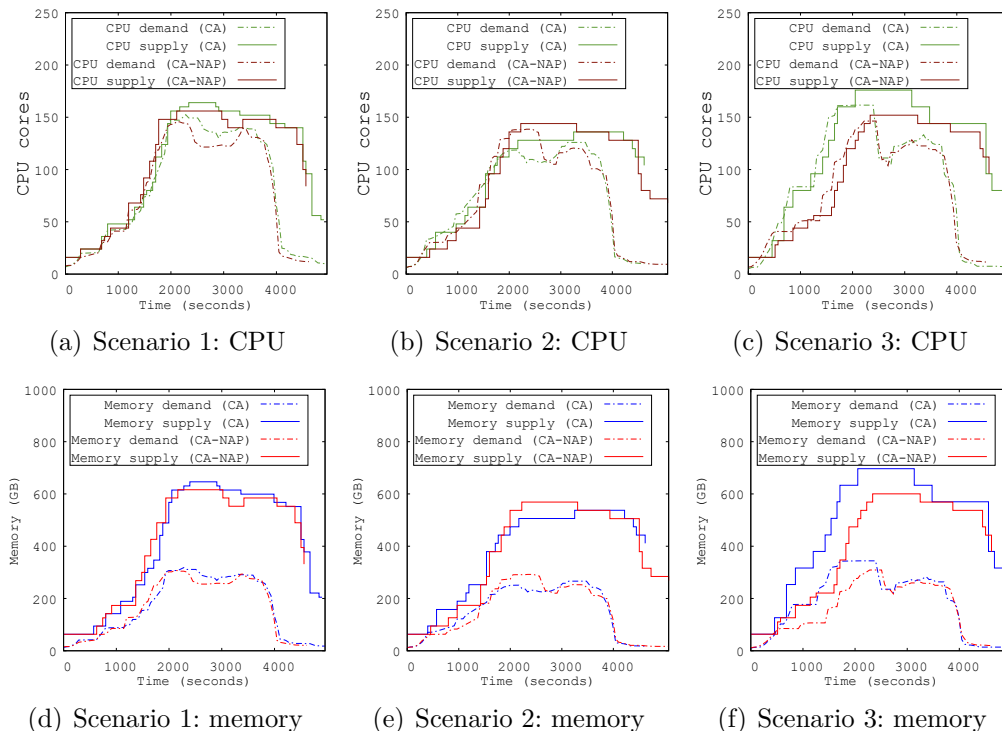 CPU demand (CA)
CPU supply (CA)
CPU demand (CA-NAP)
CPU supply (CA-NAP)
250
200
150
100
50
0
CPU cores
0 1000 2000 3000 4000
Time (seconds)
(a) Scenario 1: CPU
CPU demand (CA)
CPU supply (CA)
CPU demand (CA-NAP)
CPU supply (CA-NAP)
250
200
150
100
50
0
CPU cores
0 1000 2000 3000 4000
Time (seconds)
(b) Scenario 2: CPU
CPU demand (CA)
CPU supply (CA)
CPU demand (CA-NAP)
CPU supply (CA-NAP)
250
200
150
100
50
0
CPU cores
0 1000 2000 3000 4000
Time (seconds)
(c) Scenario 3: CPU
Memory demand (CA)
Memory supply (CA)
Memory demand (CA-NAP)
Memory supply (CA-NAP)
1000
800
600
400
200
0
Memory (GB)
0 1000 2000 3000 4000
Time (seconds)
(d) Scenario 1: memory
Memory demand (CA)
Memory supply (CA)
Memory demand (CA-NAP)
Memory supply (CA-NAP)
1000
800
600
400
200
0
Memory (GB)
0 1000 2000 3000 4000
Time (seconds)
(e) Scenario 2: memory
Memory demand (CA)
Memory supply (CA)
Memory demand (CA-NAP)
Memory supply (CA-NAP)
1000
800
600
400
200
0
Memory (GB)
0 1000 2000 3000 4000
Time (seconds)
(f) Scenario 3: memory